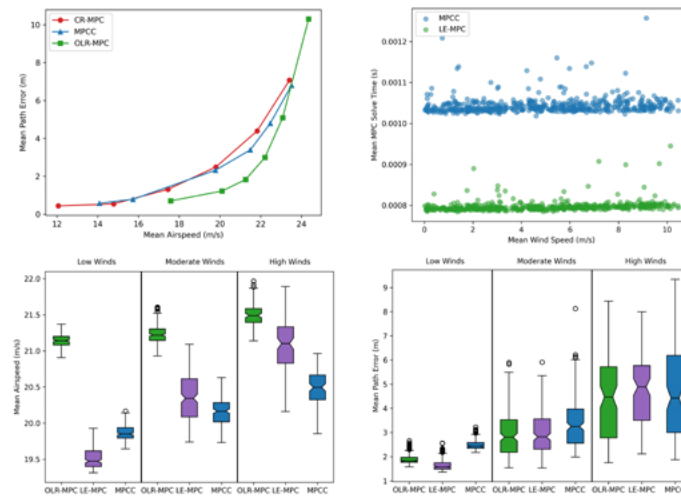 CR-MPC
MPCC
OLR-MPC
10
8
6
4
2
0
Mean Path Error (m)
12
14
16
18
20
22
24
Mean Airspeed (m/s)
MPCC
LE-MPC
0.0012
0.0011
0.0010
0.0009
0.0008
Mean MPC Solve Time (s)
0
2
4
6
8
10
Mean Wind Speed (m/s)
Low Winds
Moderate Winds
High Winds
22.0
21.5
21.0
20.5
20.0
19.5
Mean Airspeed (m/s)
OLR-MPC LE-MPC MPCC
OLR-MPC LE-MPC MPCC
OLR-MPC LE-MPC MPCC
Low Winds
Moderate Winds
High Winds
9
8
7
6
5
4
3
2
1
Mean Path Error (m)
OLR-MPC LE-MPC MPCC
OLR-MPC LE-MPC MPCC
OLR-MPC LE-MPC MPCC